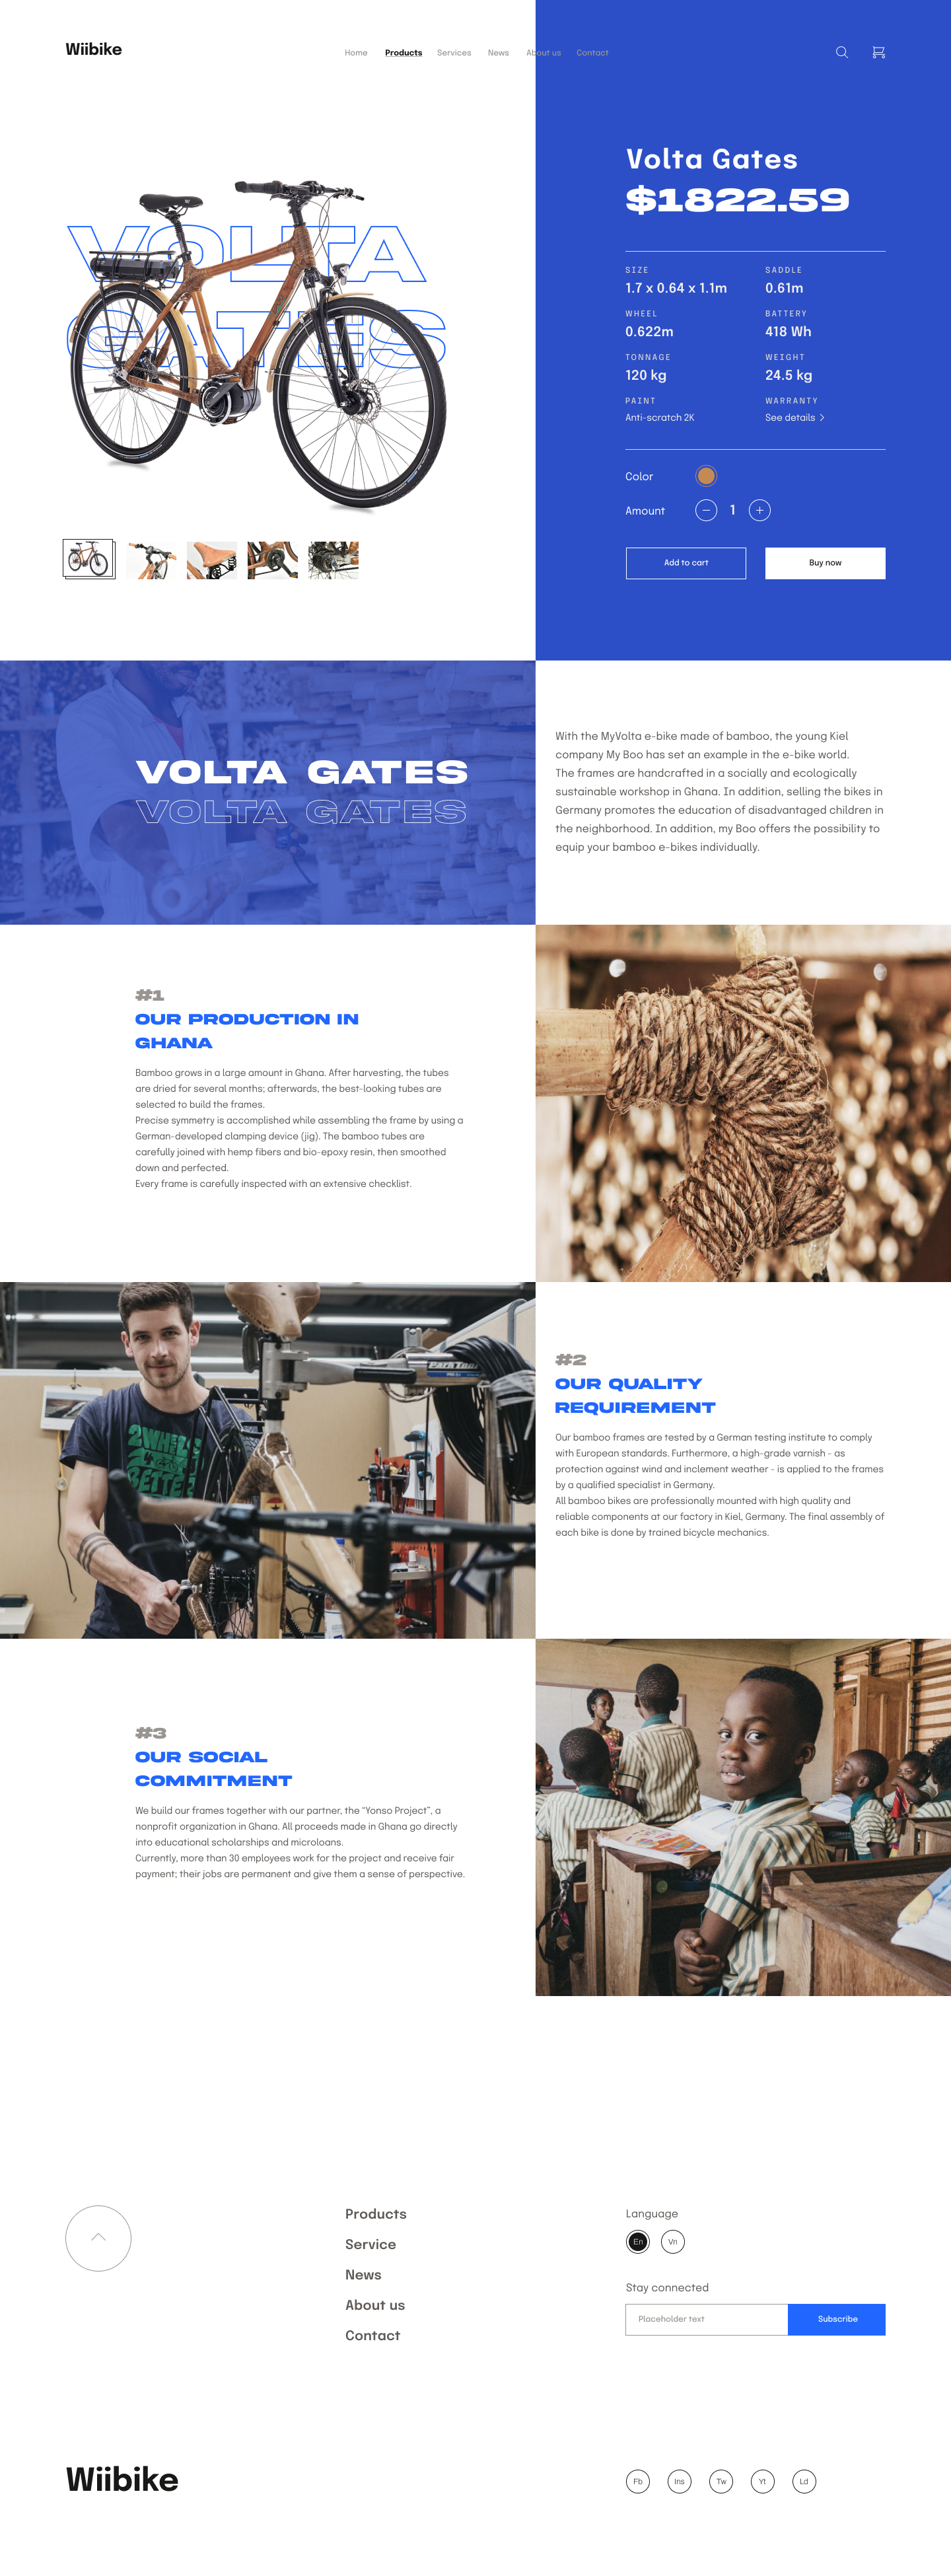 Wiibike
Home Products Services News About us Contact
Volta Gates
$1822.59
VOLTA
GATES
SIZE SADDLE
1.7 x 0.64 x 1.1m 0.61m
WHEEL BATTERY
0.622m 418 Wh
TONNAGE WEIGHT
120 kg 24.5 kg
PAINT WARRANTY
Anti-scratch 2K See details
Color
Amount 1
Add to cart Buy now
VOLTA GATES
VOLTA GATES
With the MyVolta e-bike made of bamboo, the young Kiel
company My Boo has set an example in the e-bike world.
The frames are handcrafted in a socially and ecologically
sustainable workshop in Ghana. In addition, selling the bikes in
Germany promotes the education of disadvantaged children in
the neighborhood. In addition, my Boo offers the possibility to
equip your bamboo e-bikes individually.
#1
OUR PRODUCTION IN
GHANA
Bamboo grows in a large amount in Ghana. After harvesting, the tubes
are dried for several months; afterwards, the best-looking tubes are
selected to build the frames.
Precise symmetry is accomplished while assembling the frame by using a
German-developed clamping device (jig). The bamboo tubes are
carefully joined with hemp fibers and bio-epoxy resin, then smoothed
down and perfected.
Every frame is carefully inspected with an extensive checklist.
ParkTool
2 WHEELS
4
BETTER
#2
OUR QUALITY
REQUIREMENT
Our bamboo frames are tested by a German testing institute to comply
with European standards. Furthermore, a high-grade varnish - as
protection against wind and inclement weather - is applied to the frames
by a qualified specialist in Germany.
All bamboo bikes are professionally mounted with high quality and
reliable components at our factory in Kiel, Germany. The final assembly of
each bike is done by trained bicycle mechanics.
#3
OUR SOCIAL
COMMITMENT
We build our frames together with our partner, the “Yonso Project”, a
nonprofit organization in Ghana. All proceeds made in Ghana go directly
into educational scholarships and microloans.
Currently, more than 30 employees work for the project and receive fair
payment; their jobs are permanent and give them a sense of perspective.
Products
Service
News
About us
Contact
Language
En Vn
Stay connected
Placeholder text Subscribe
Wiibike
Fb Ins Tw Yt Ld